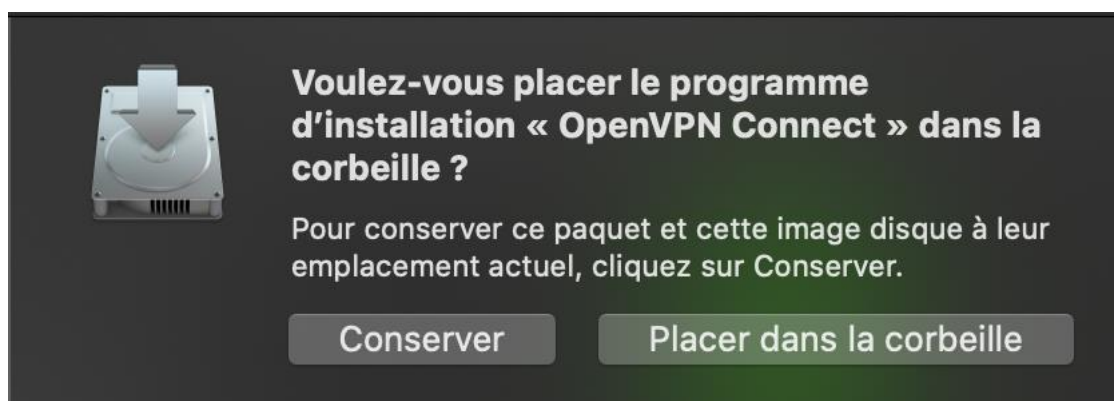 Voulez-vous placer le programme
d’installation « OpenVPN Connect » dans la
corbeille ?
Pour conserver ce paquet et cette image disque à leur
emplacement actuel, cliquez sur Conserver.
Conserver
Placer dans la corbeille